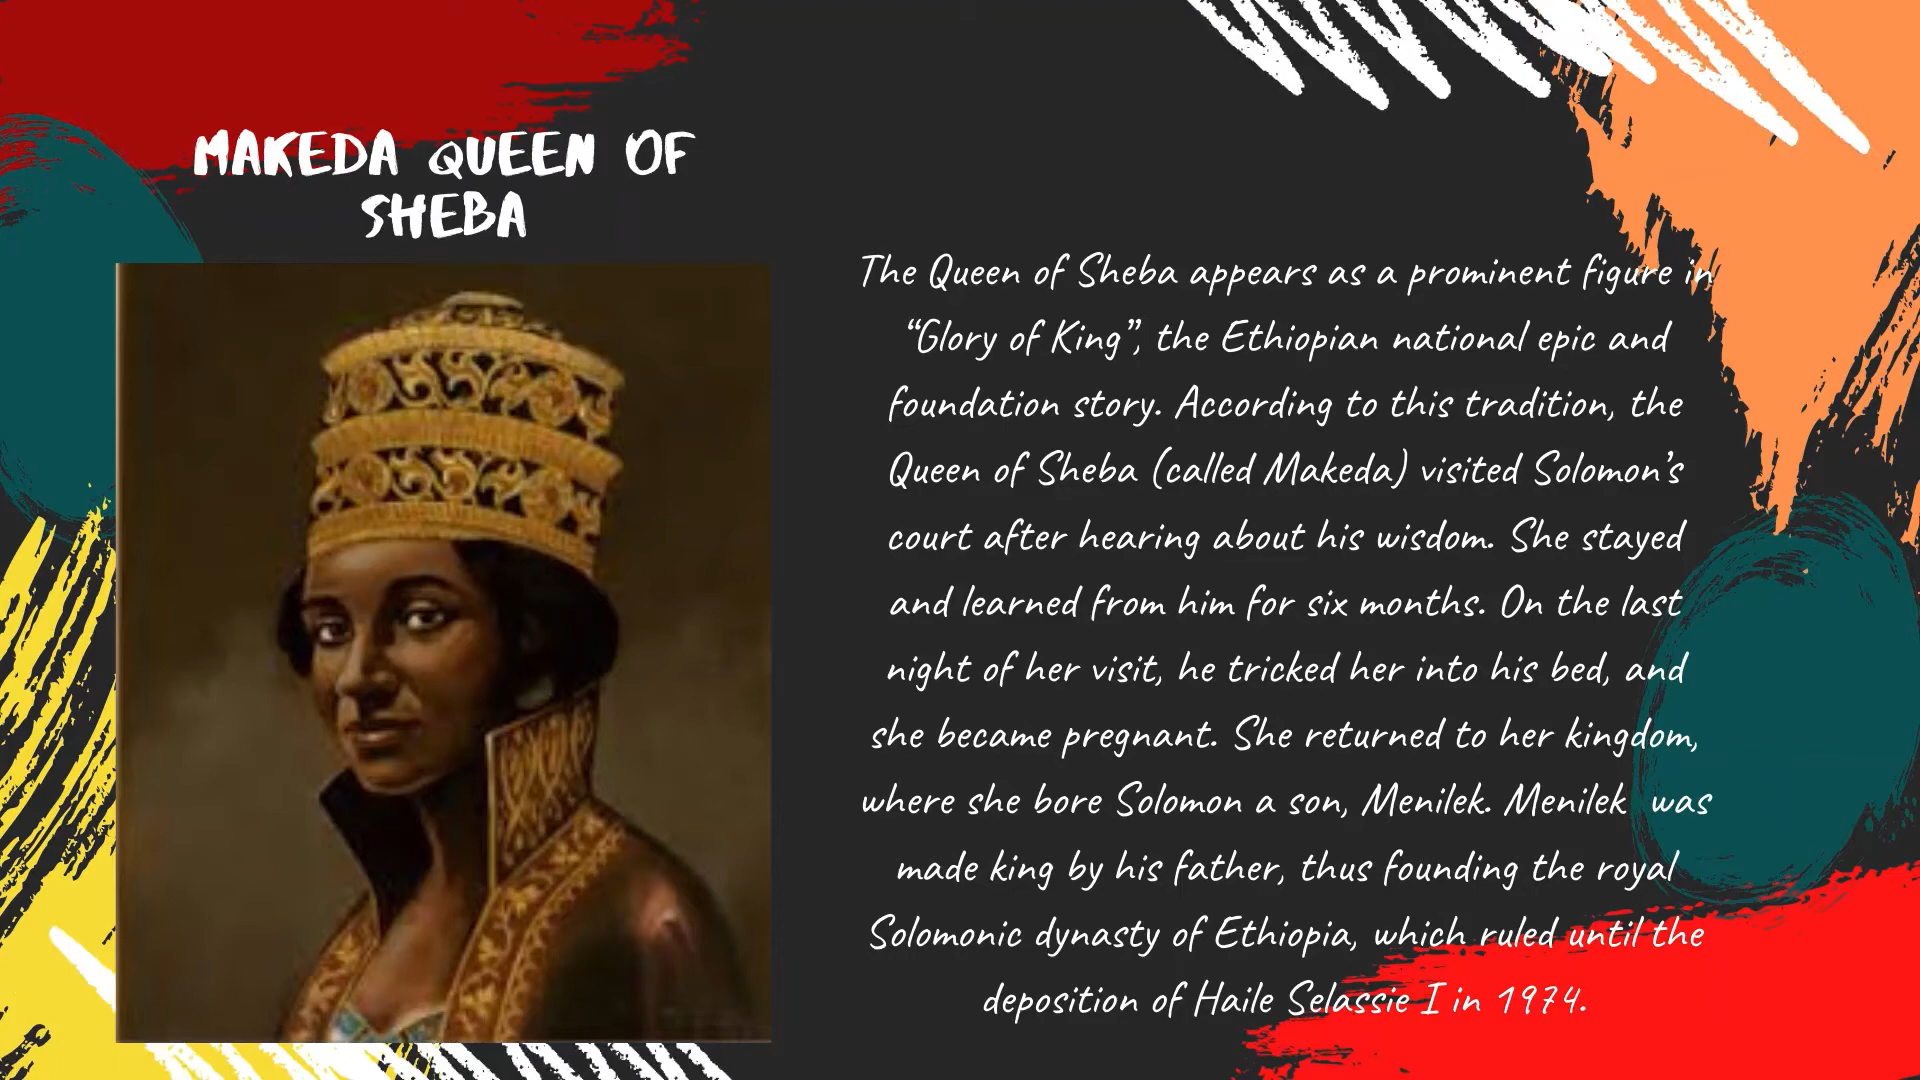 MAKEDA QUEEN OF
SHEBA
The Queen of Sheba appears as a prominent figure in
“Glory of King”, the Ethiopian national epic and
foundation story. According to this tradition, the
Queen of Sheba (called Makeda) visited Solomon’s
court after hearing about his wisdom. She stayed
and learned from him for six months. On the last
night of her visit, he tricked her into his bed, and
she became pregnant. She returned to her kingdom,
where she bore Solomon a son, Menilek. Menilek was
made king by his father, thus founding the royal
Solomonic dynasty of Ethiopia, which ruled until the
deposition of Haile Selassie I in 1974.